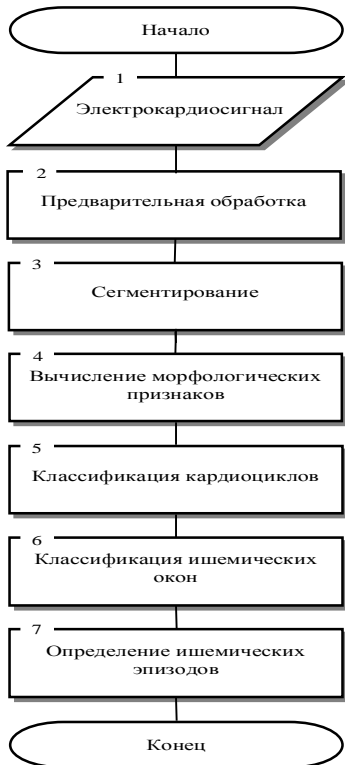 Начало
1
Электрокардиосигнал
2
Предварительная обработка
3
Сегментирование
4
Вычисление морфологических
признаков
5
Классификация кардиоциклов
6
Классификация ишемических
окон
7
Определение ишемических
эпизодов
Конец